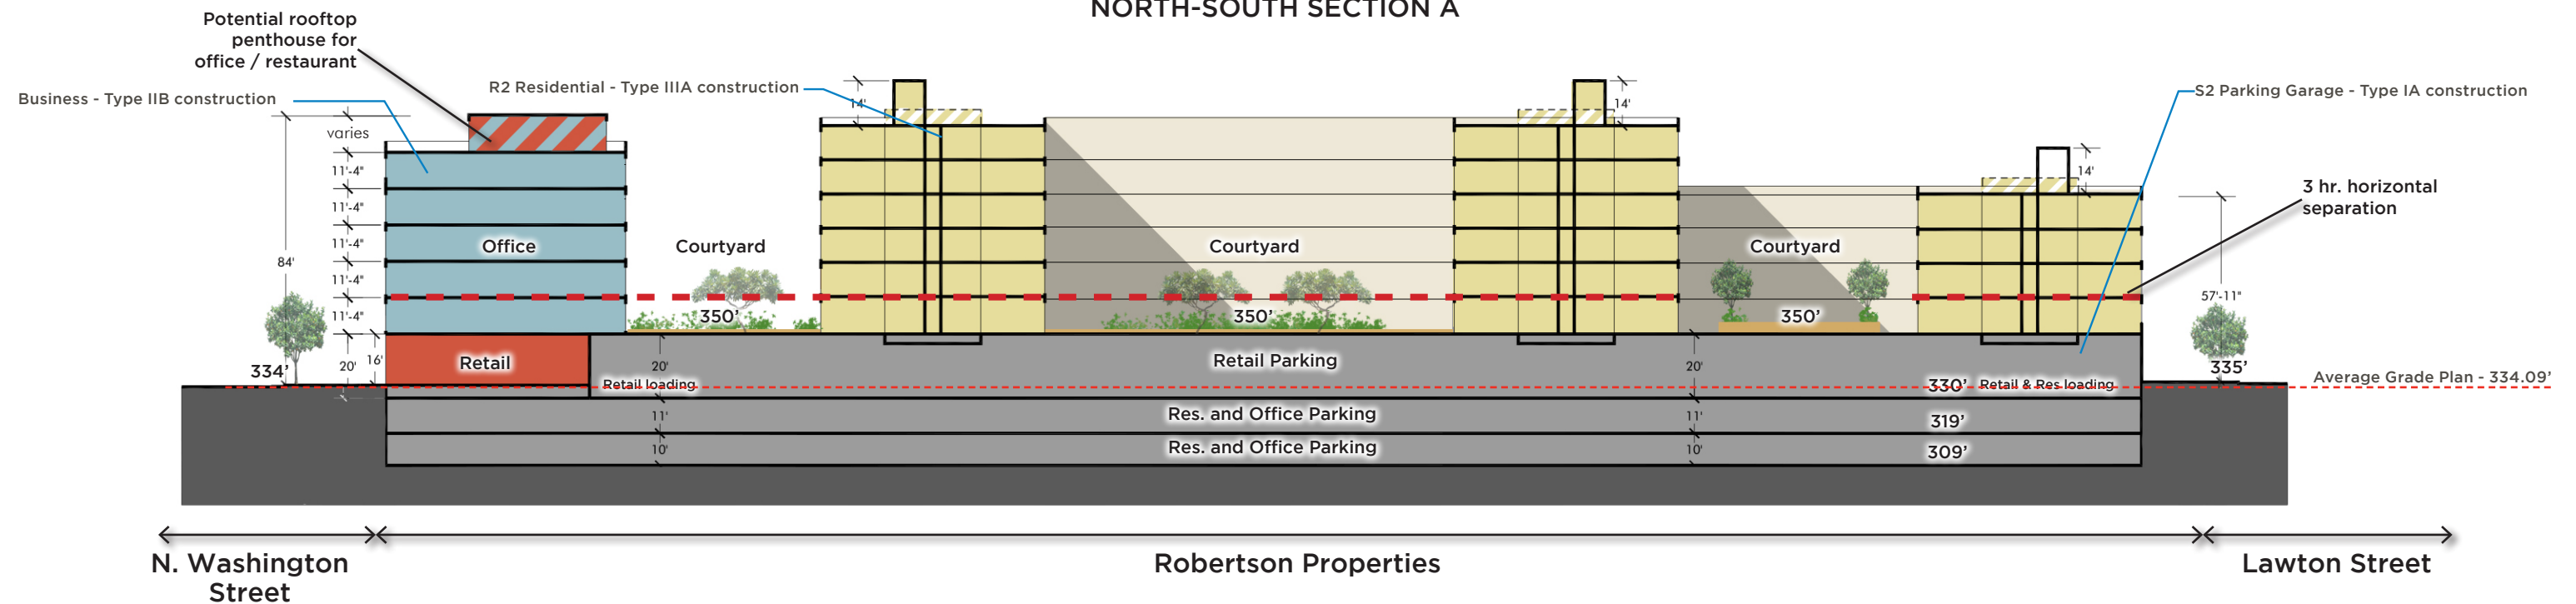 NORTH-SOUTH SECTION A
Potential rooftop
penthouse for
office / restaurant
Business - Type IIB construction
R2 Residential - Type IIIA construction
S2 Parking Garage - Type IA construction
3 hr. horizontal
separation
varies
11'-4"
11'-4"
11'-4"
11'-4"
11'-4"
84'
14'
14'
14'
57'-11"
Office
Courtyard
Courtyard
Courtyard
350’
350’
350’
334’
20'
16'
Retail
20'
Retail loading
Retail Parking
20'
330’
Retail & Res loading
335’
Average Grade Plan - 334.09’
11'
Res. and Office Parking
11'
319’
10'
Res. and Office Parking
10'
309’
N. Washington
Street
Robertson Properties
Lawton Street